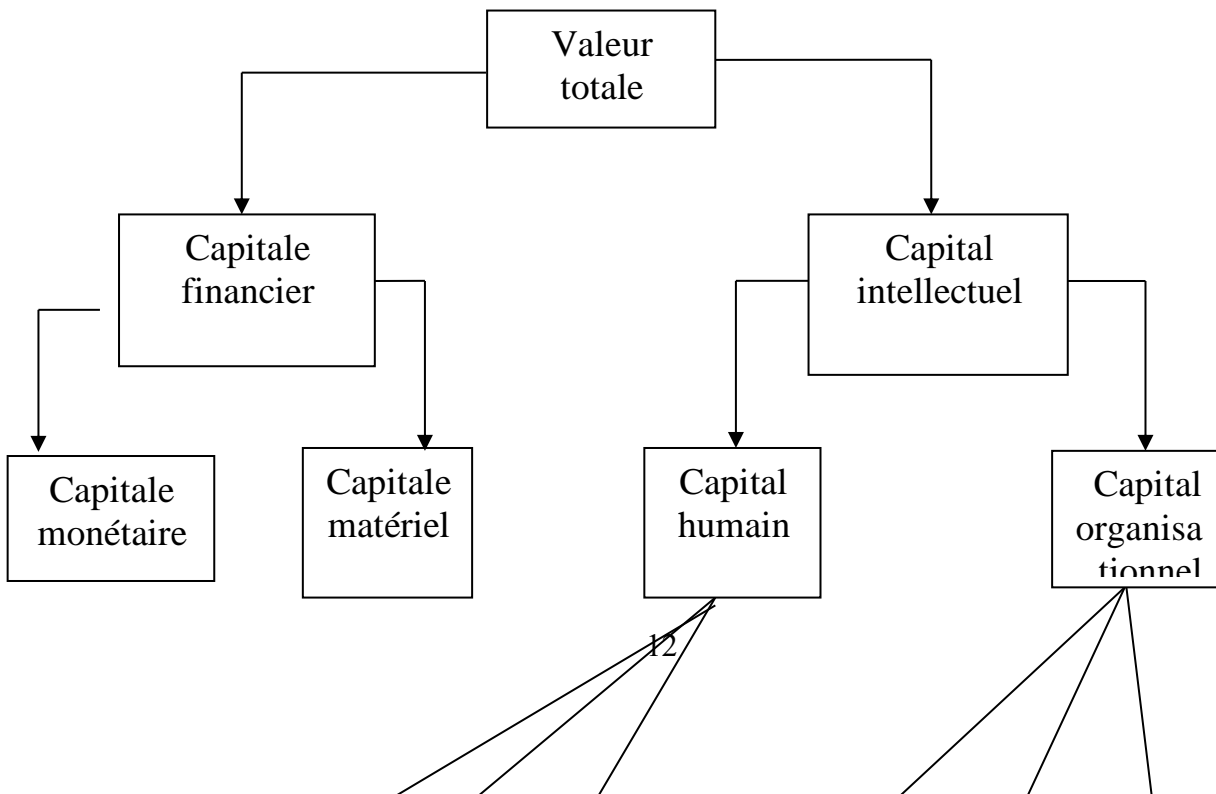 Valeur
totale
Capitale
financier
Capital
intellectuel
Capitale
monétaire
Capitale
matériel
Capital
humain
Capital
organisa
tionnel
12